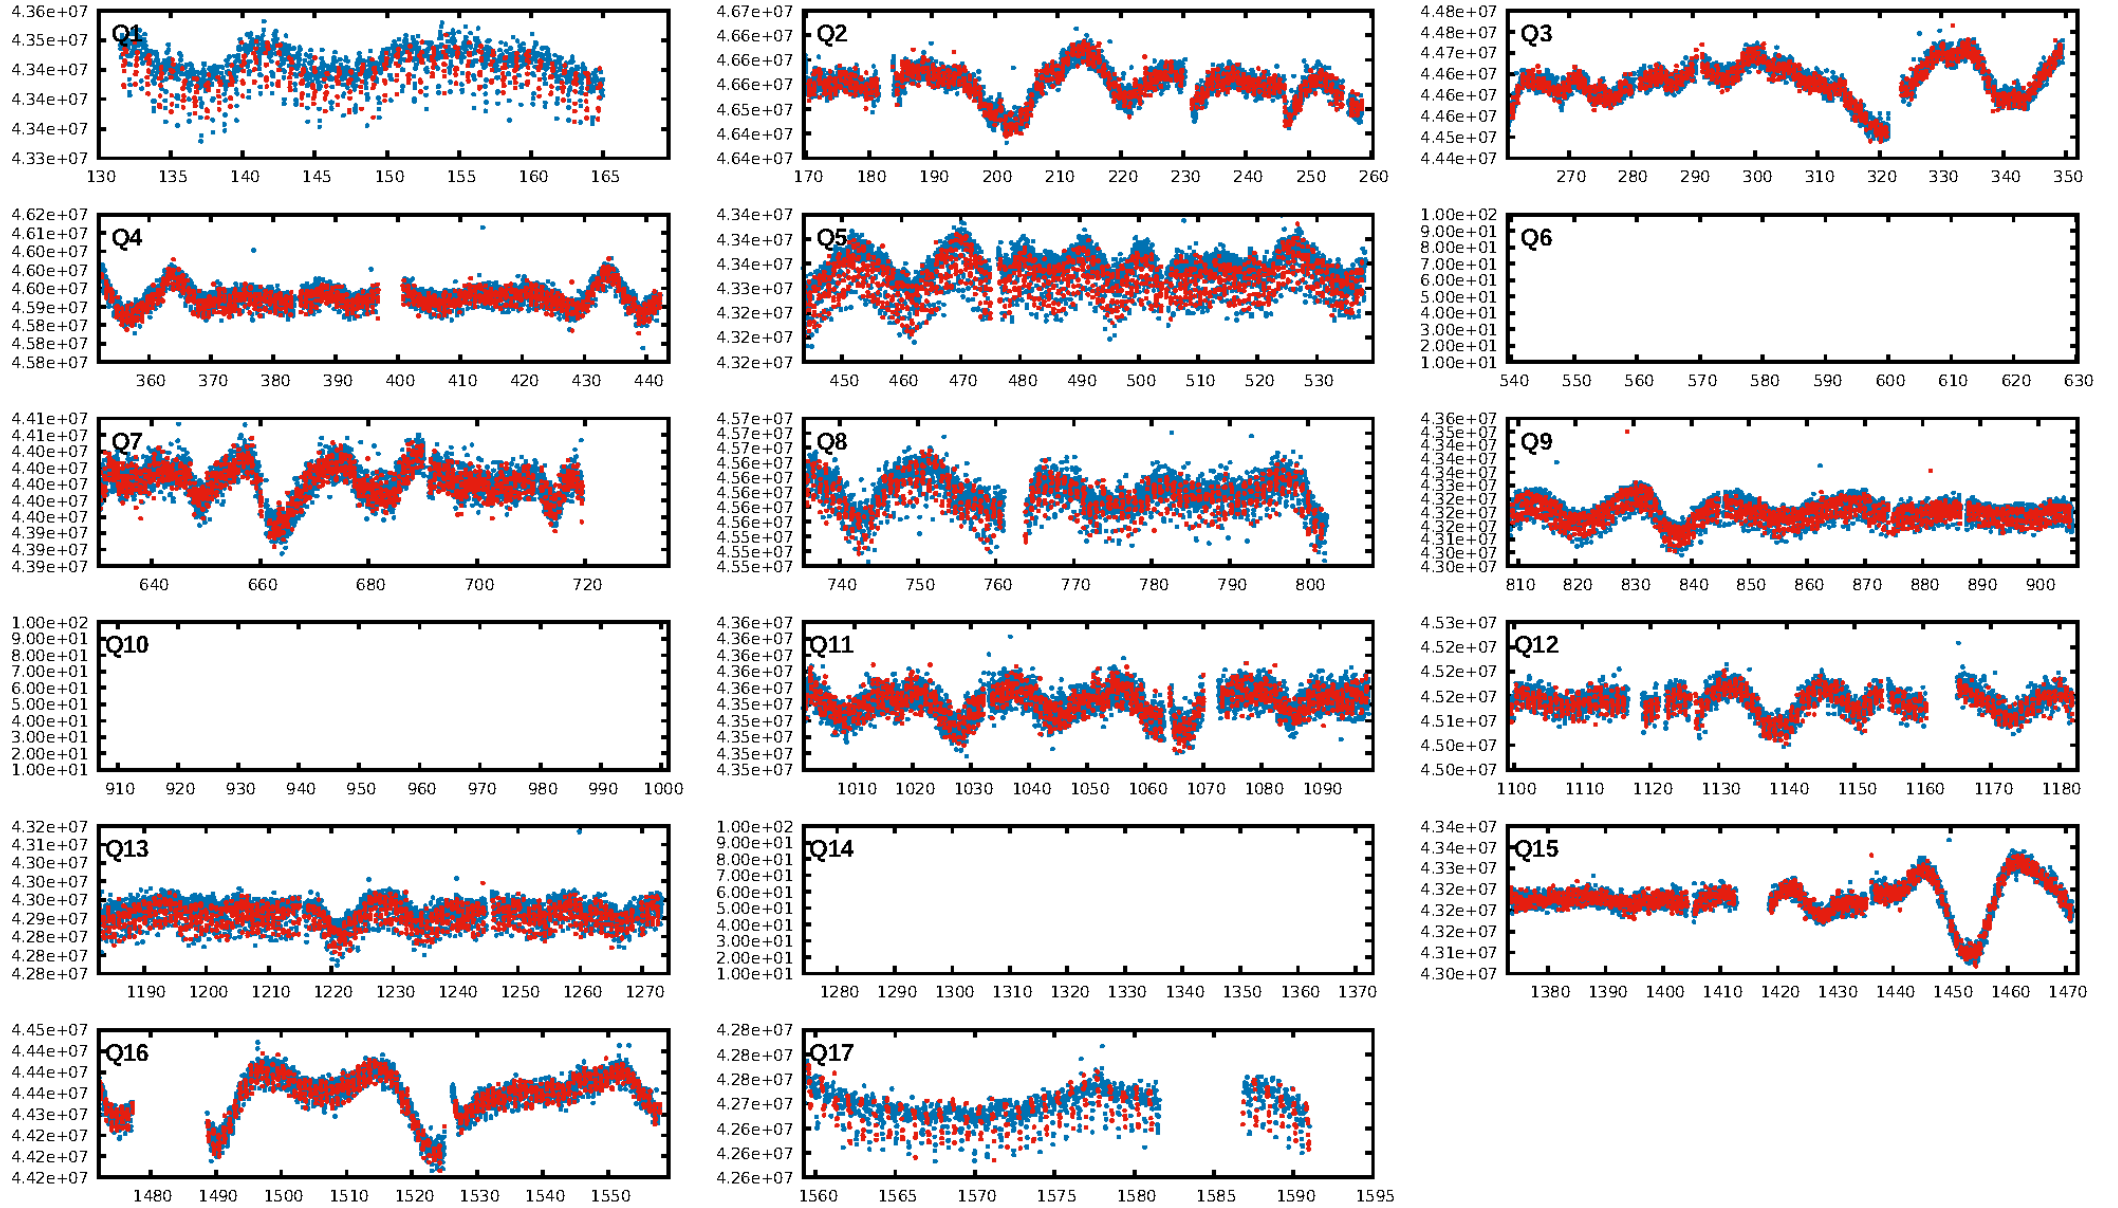 Q1
4.36e+07
4.35e+07
4.34e+07
4.34e+07
4.34e+07
4.33e+07
130 135 140 145 150 155 160 165
Q2
4.67e+07
4.66e+07
4.66e+07
4.66e+07
4.65e+07
4.64e+07
4.64e+07
170 180 190 200 210 220 230 240 250 260
Q3
4.48e+07
4.48e+07
4.47e+07
4.46e+07
4.46e+07
4.45e+07
4.44e+07
270 280 290 300 310 320 330 340 350
Q4
4.62e+07
4.61e+07
4.60e+07
4.60e+07
4.60e+07
4.59e+07
4.58e+07
4.58e+07
4.58e+07
360 370 380 390 400 410 420 430 440
Q5
4.34e+07
4.34e+07
4.34e+07
4.33e+07
4.32e+07
4.32e+07
4.32e+07
450 460 470 480 490 500 510 520 530
Q6
1.00e+02
9.00e+01
8.00e+01
7.00e+01
6.00e+01
5.00e+01
4.00e+01
3.00e+01
2.00e+01
1.00e+01
540 550 560 570 580 590 600 610 620 630
Q7
4.41e+07
4.41e+07
4.40e+07
4.40e+07
4.40e+07
4.40e+07
4.40e+07
4.39e+07
4.39e+07
4.39e+07
640 660 680 700 720
Q8
4.57e+07
4.57e+07
4.57e+07
4.56e+07
4.56e+07
4.56e+07
4.56e+07
4.56e+07
4.55e+07
4.55e+07
4.55e+07
740 750 760 770 780 790 800
Q9
4.36e+07
4.35e+07
4.34e+07
4.34e+07
4.34e+07
4.33e+07
4.32e+07
4.32e+07
4.32e+07
4.31e+07
4.30e+07
4.30e+07
810 820 830 840 850 860 870 880 890 900
Q10
1.00e+02
9.00e+01
8.00e+01
7.00e+01
6.00e+01
5.00e+01
4.00e+01
3.00e+01
2.00e+01
1.00e+01
910 920 930 940 950 960 970 980 990 1000
Q11
4.36e+07
4.36e+07
4.36e+07
4.36e+07
4.36e+07
4.35e+07
4.35e+07
4.35e+07
4.35e+07
4.35e+07
1010 1020 1030 1040 1050 1060 1070 1080 1090
Q12
4.53e+07
4.52e+07
4.52e+07
4.52e+07
4.51e+07
4.50e+07
4.50e+07
1100 1110 1120 1130 1140 1150 1160 1170 1180
Q13
4.32e+07
4.31e+07
4.30e+07
4.30e+07
4.30e+07
4.29e+07
4.28e+07
4.28e+07
4.28e+07
1190 1200 1210 1220 1230 1240 1250 1260 1270
Q14
1.00e+02
9.00e+01
8.00e+01
7.00e+01
6.00e+01
5.00e+01
4.00e+01
3.00e+01
2.00e+01
1.00e+01
1280 1290 1300 1310 1320 1330 1340 1350 1360 1370
Q15
4.34e+07
4.34e+07
4.33e+07
4.32e+07
4.32e+07
4.31e+07
4.30e+07
1380 1390 1400 1410 1420 1430 1440 1450 1460 1470
Q16
4.45e+07
4.44e+07
4.44e+07
4.44e+07
4.43e+07
4.42e+07
4.42e+07
4.42e+07
1480 1490 1500 1510 1520 1530 1540 1550
Q17
4.28e+07
4.28e+07
4.28e+07
4.27e+07
4.26e+07
4.26e+07
4.26e+07
1560 1565 1570 1575 1580 1585 1590 1595